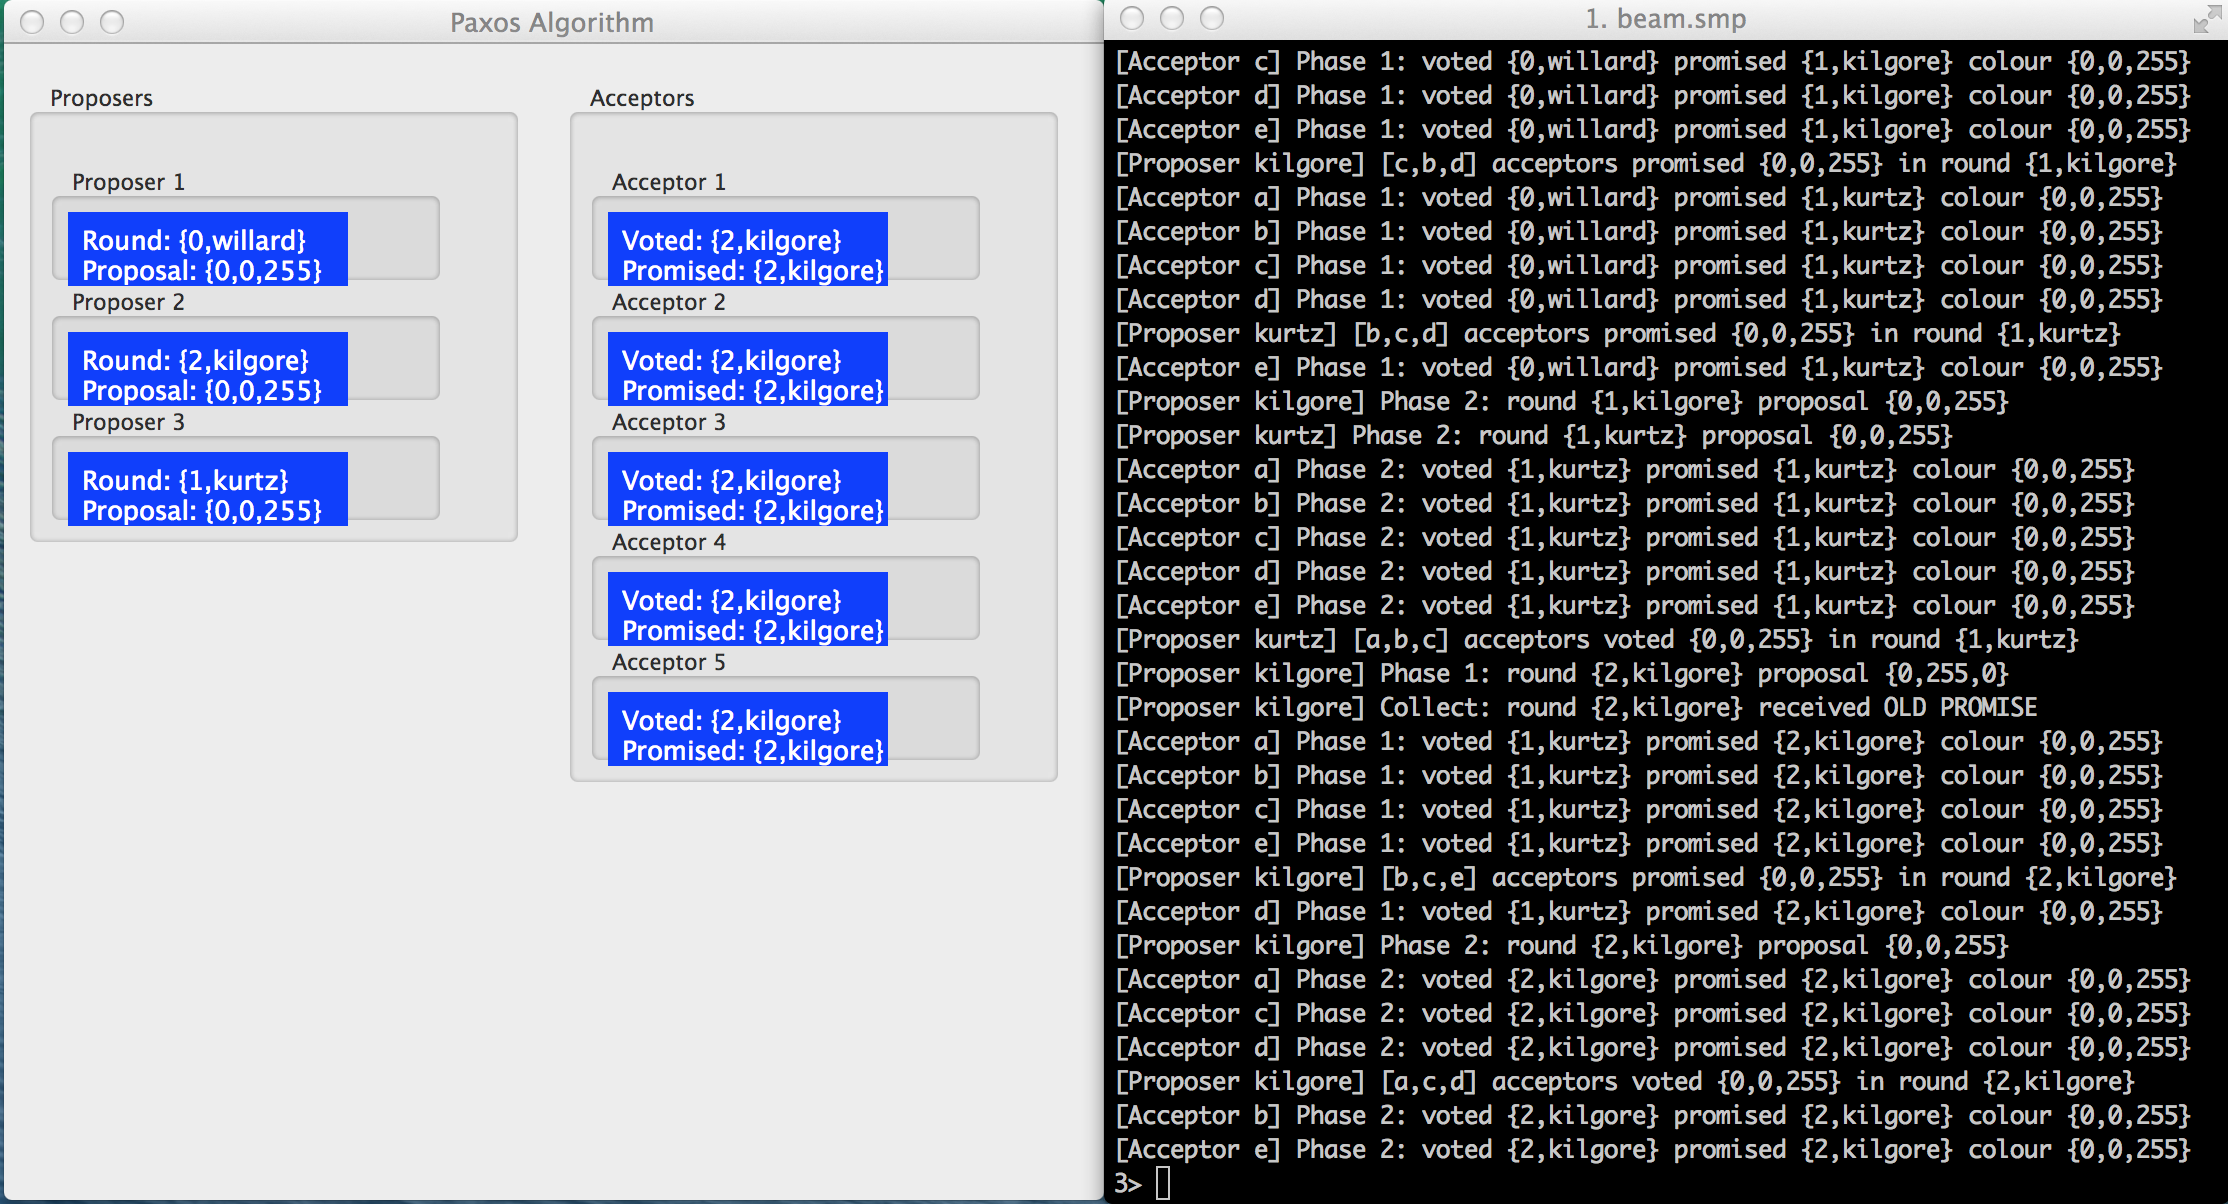 Paxos Algorithm
Proposers
Proposer 1
Round: {0,willard}
Proposal: {0,0,255}
Proposer 2
Round: {2,kilgore}
Proposal: {0,0,255}
Proposer 3
Round: {1,kurtz}
Proposal: {0,0,255}
Acceptors
Acceptor 1
Voted: {2,kilgore}
Promised: {2,kilgore}
Acceptor 2
Voted: {2,kilgore}
Promised: {2,kilgore}
Acceptor 3
Voted: {2,kilgore}
Promised: {2,kilgore}
Acceptor 4
Voted: {2,kilgore}
Promised: {2,kilgore}
Acceptor 5
Voted: {2,kilgore}
Promised: {2,kilgore}
1. beam.smp
[Acceptor c] Phase 1: voted {0,willard} promised {1,kilgore} colour {0,0,255}
[Acceptor d] Phase 1: voted {0,willard} promised {1,kilgore} colour {0,0,255}
[Acceptor e] Phase 1: voted {0,willard} promised {1,kilgore} colour {0,0,255}
[Proposer kilgore] [c,b,d] acceptors promised {0,0,255} in round {1,kilgore}
[Acceptor a] Phase 1: voted {0,willard} promised {1,kurtz} colour {0,0,255}
[Acceptor b] Phase 1: voted {0,willard} promised {1,kurtz} colour {0,0,255}
[Acceptor c] Phase 1: voted {0,willard} promised {1,kurtz} colour {0,0,255}
[Acceptor d] Phase 1: voted {0,willard} promised {1,kurtz} colour {0,0,255}
[Proposer kurtz] [b,c,d] acceptors promised {0,0,255} in round {1,kurtz}
[Acceptor e] Phase 1: voted {0,willard} promised {1,kurtz} colour {0,0,255}
[Proposer kilgore] Phase 2: round {1,kilgore} proposal {0,0,255}
[Proposer kurtz] Phase 2: round {1,kurtz} proposal {0,0,255}
[Acceptor a] Phase 2: voted {1,kurtz} promised {1,kurtz} colour {0,0,255}
[Acceptor b] Phase 2: voted {1,kurtz} promised {1,kurtz} colour {0,0,255}
[Acceptor c] Phase 2: voted {1,kurtz} promised {1,kurtz} colour {0,0,255}
[Acceptor d] Phase 2: voted {1,kurtz} promised {1,kurtz} colour {0,0,255}
[Acceptor e] Phase 2: voted {1,kurtz} promised {1,kurtz} colour {0,0,255}
[Proposer kurtz] [a,b,c] acceptors voted {0,0,255} in round {1,kurtz}
[Proposer kilgore] Phase 1: round {2,kilgore} proposal {0,255,0}
[Proposer kilgore] Collect: round {2,kilgore} received OLD PROMISE
[Acceptor a] Phase 1: voted {1,kurtz} promised {2,kilgore} colour {0,0,255}
[Acceptor b] Phase 1: voted {1,kurtz} promised {2,kilgore} colour {0,0,255}
[Acceptor c] Phase 1: voted {1,kurtz} promised {2,kilgore} colour {0,0,255}
[Acceptor e] Phase 1: voted {1,kurtz} promised {2,kilgore} colour {0,0,255}
[Proposer kilgore] [b,c,e] acceptors promised {0,0,255} in round {2,kilgore}
[Acceptor d] Phase 1: voted {1,kurtz} promised {2,kilgore} colour {0,0,255}
[Proposer kilgore] Phase 2: round {2,kilgore} proposal {0,0,255}
[Acceptor a] Phase 2: voted {2,kilgore} promised {2,kilgore} colour {0,0,255}
[Acceptor c] Phase 2: voted {2,kilgore} promised {2,kilgore} colour {0,0,255}
[Acceptor d] Phase 2: voted {2,kilgore} promised {2,kilgore} colour {0,0,255}
[Proposer kilgore] [a,c,d] acceptors voted {0,0,255} in round {2,kilgore}
[Acceptor b] Phase 2: voted {2,kilgore} promised {2,kilgore} colour {0,0,255}
[Acceptor e] Phase 2: voted {2,kilgore} promised {2,kilgore} colour {0,0,255}
3>